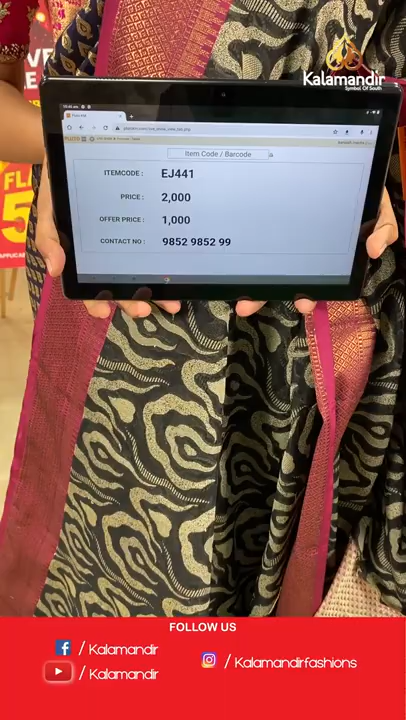 Kalamandir
Symbol Of South
Item Code / Barcode
ITEMCODE : EJ441
PRICE : 2,000
OFFER PRICE : 1,000
CONTACT NO : 9852 9852 99
FOLLOW US
/ Kalamandir
/ Kalamandir
/ Kalamandirfashions